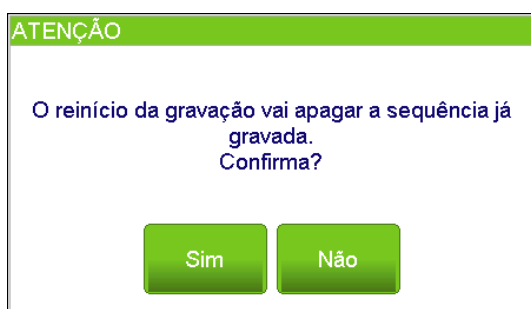 ATENÇÃO
O reinício da gravação vai apagar a sequência já
gravada.
Confirma?
Sim
Não